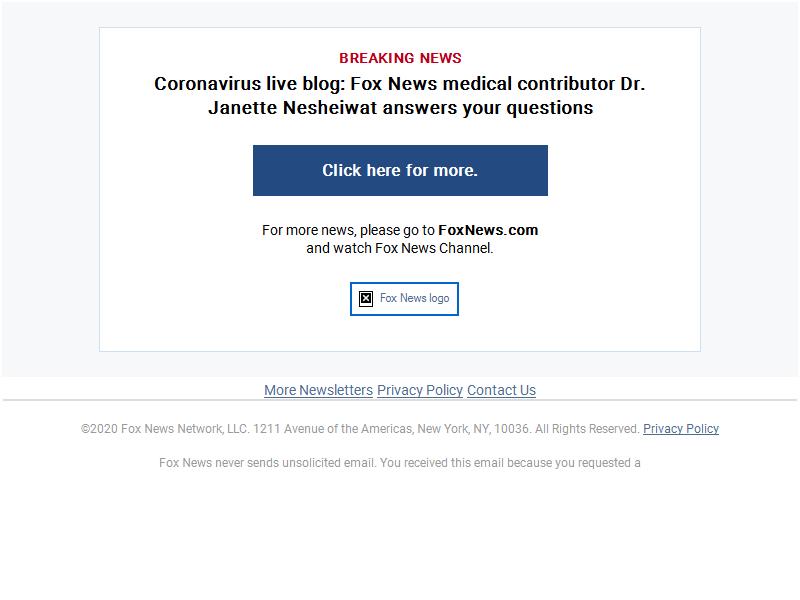 BREAKING NEWS
Coronavirus live blog: Fox News medical contributor Dr.
Janette Nesheiwat answers your questions
Click here for more.
For more news, please go to FoxNews.com
and watch Fox News Channel.
Fox News logo
More Newsletters Privacy Policy Contact Us
©2020 Fox News Network, LLC. 1211 Avenue of the Americas, New York, NY, 10036. All Rights Reserved. Privacy Policy
Fox News never sends unsolicited email. You received this email because you requested a